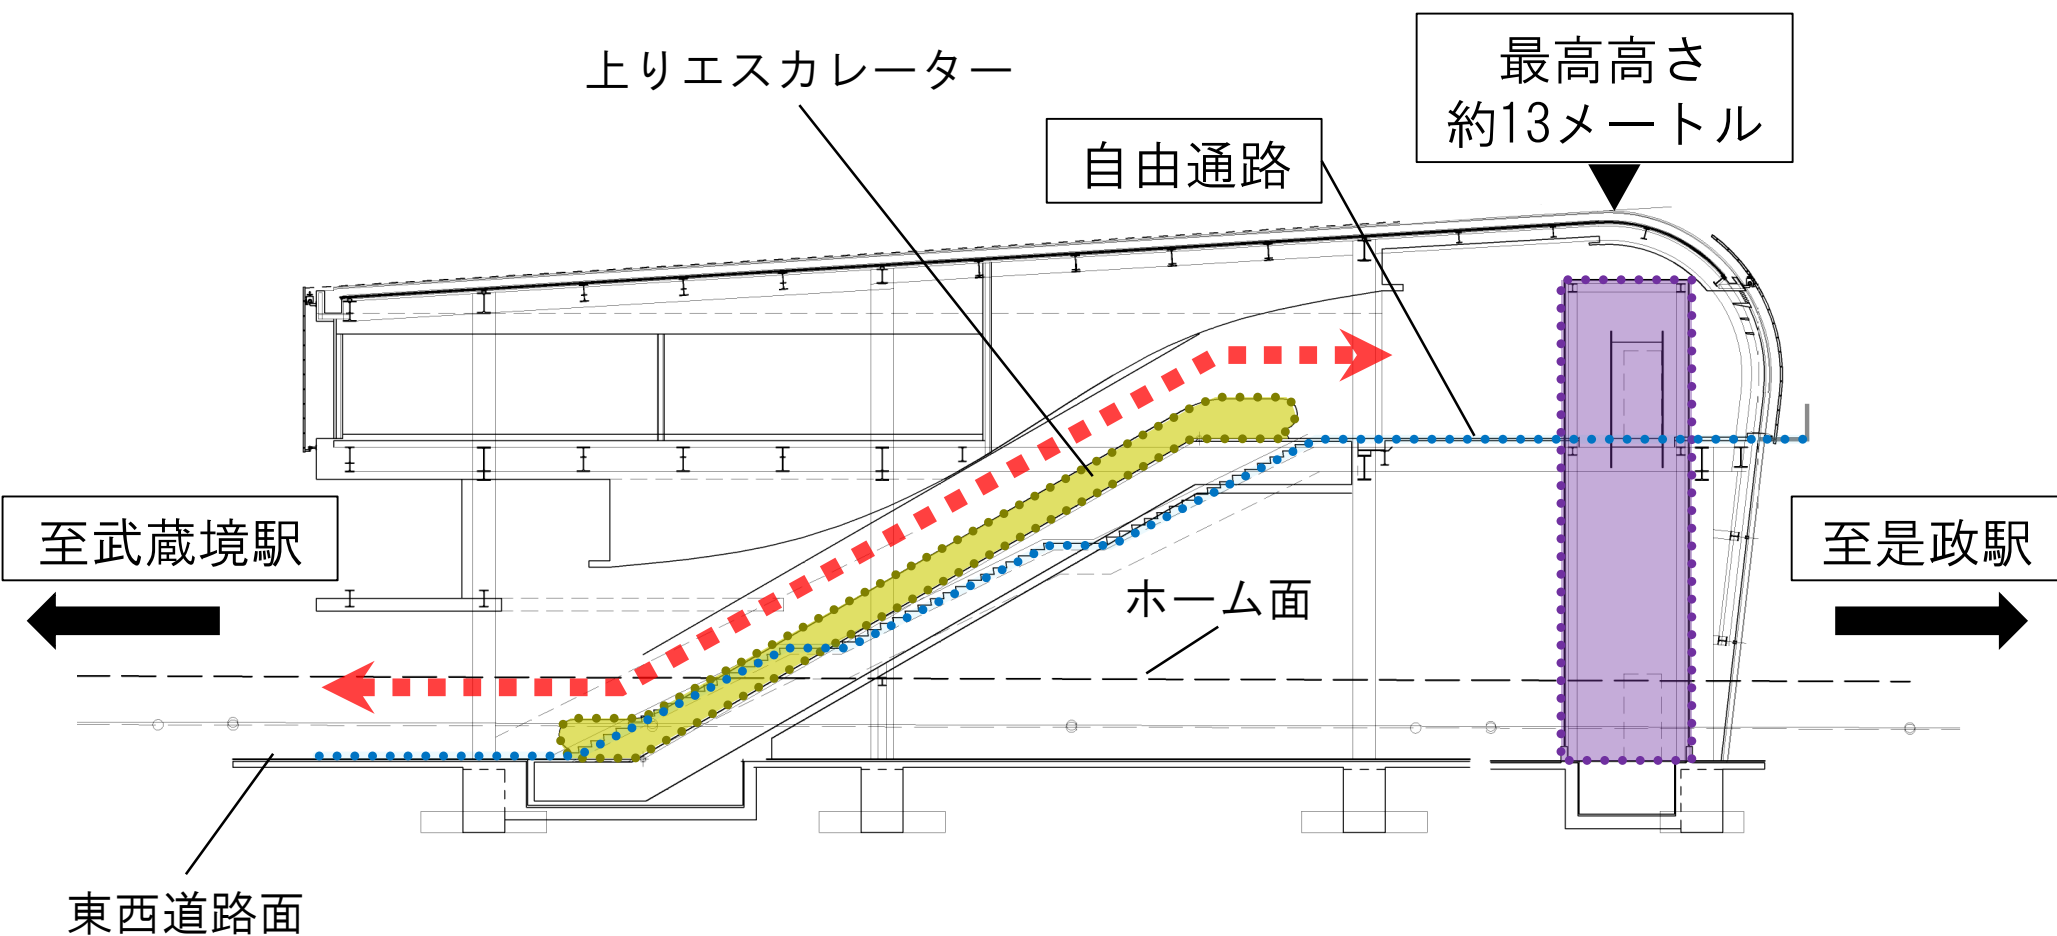 上りエスカレーター
最高高さ
約13メートル
自由通路
至武蔵境駅
至是政駅
ホーム面
東西道路面